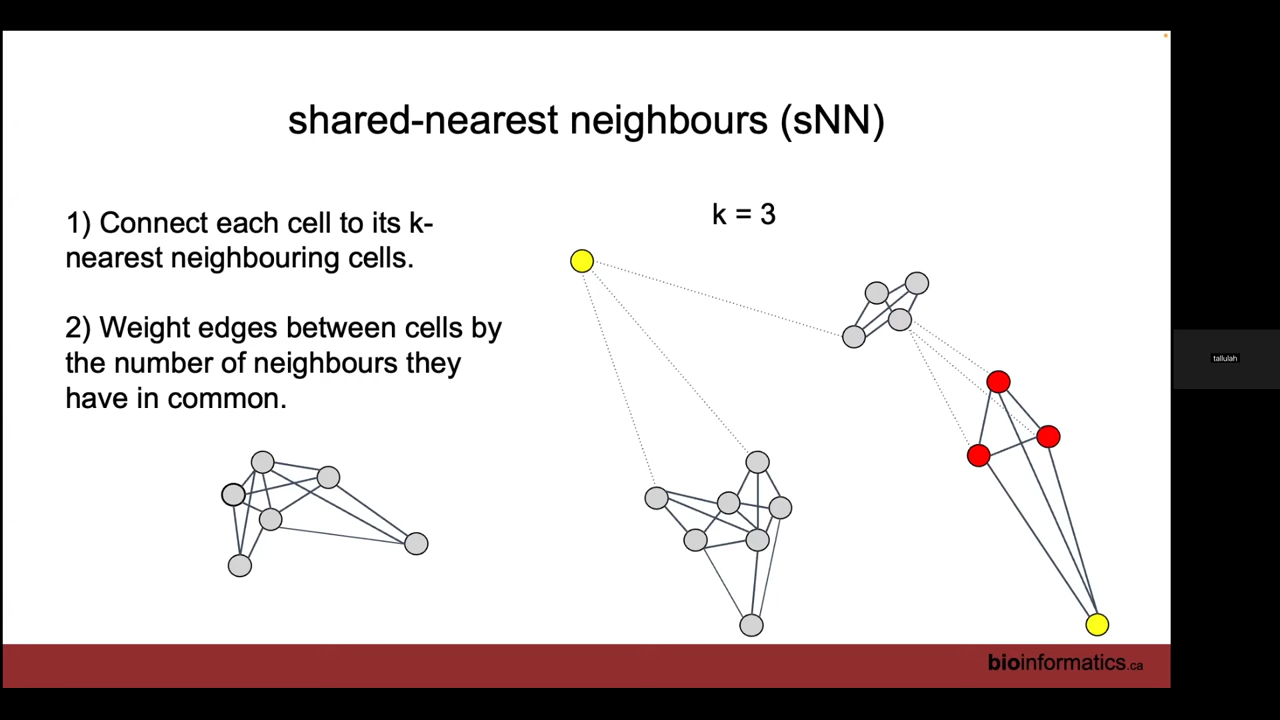 shared-nearest neighbours (sNN)
1) Connect each cell to its k-
nearest neighbouring cells.
2) Weight edges between cells by
the number of neighbours they
have in common.
k = 3
tallulah
bioinformatics.ca